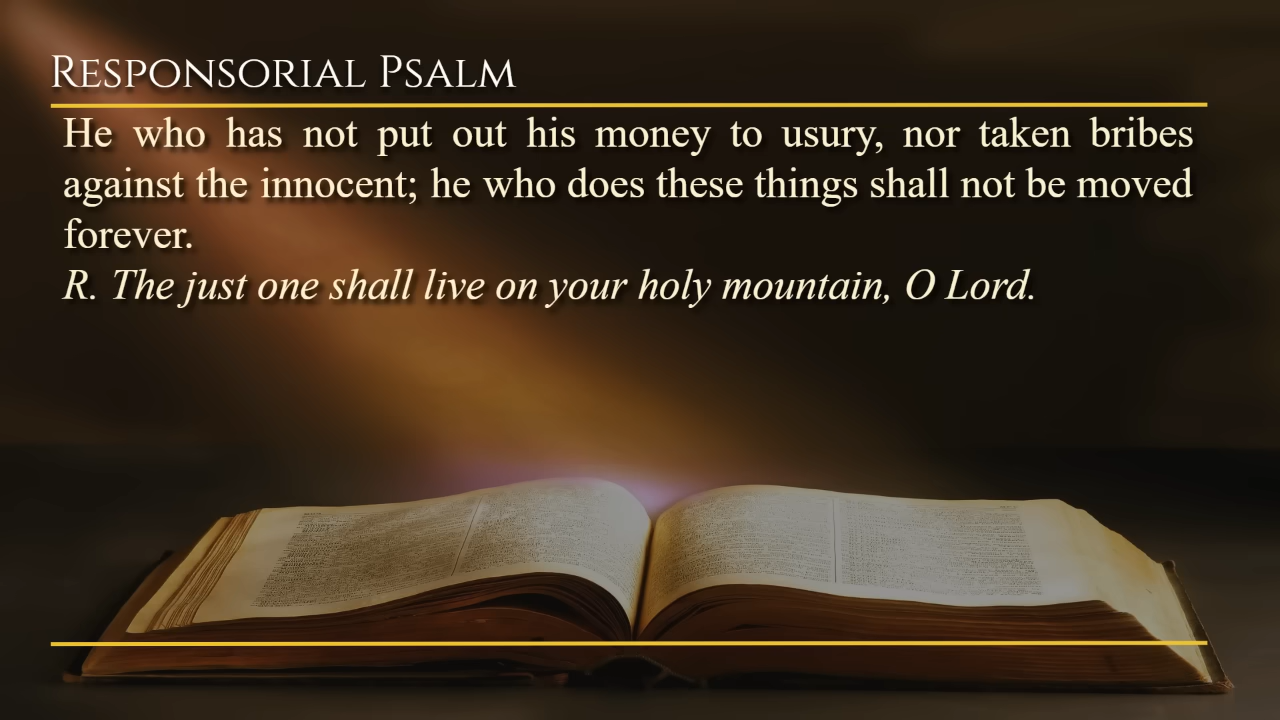 Responsorial Psalm
He who has not put out his money to usury, nor taken bribes
against the innocent; he who does these things shall not be moved
forever.
R. The just one shall live on your holy mountain, O Lord.